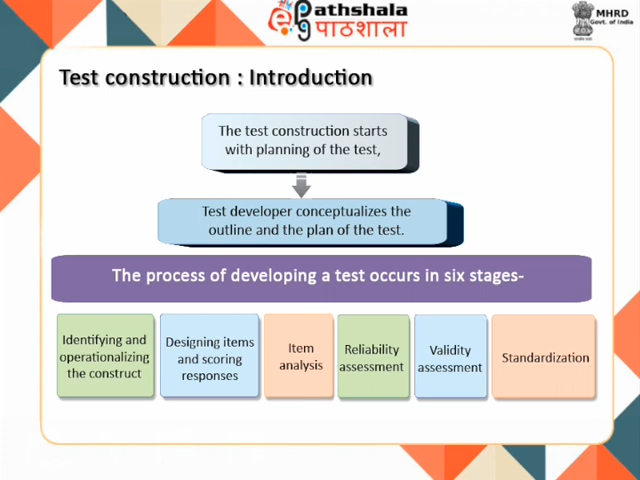 Pathshala
पाठशाला
MHRD
Govt. of India
Test construction : Introduction
The test construction starts
with planning of the test,
Test developer conceptualizes the
outline and the plan of the test.
The process of developing a test occurs in six stages-
Identifying and
operationalizing
the construct
Designing items
and scoring
responses
Item
analysis
Reliability
assessment
Validity
assessment
Standardization